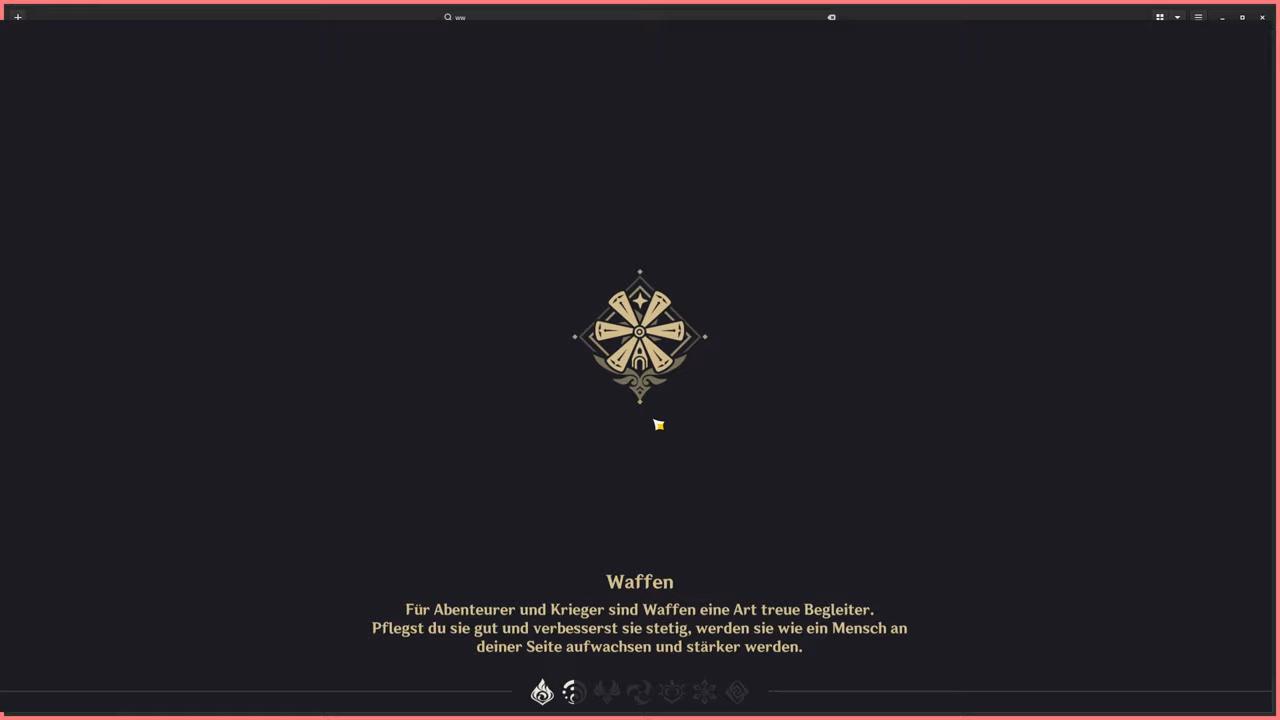 ww
Waffen
Für Abenteurer und Krieger sind Waffen eine Art treue Begleiter.
Pflegst du sie gut und verbesserst sie stetig, werden sie wie ein Mensch an
deiner Seite aufwachsen und stärker werden.